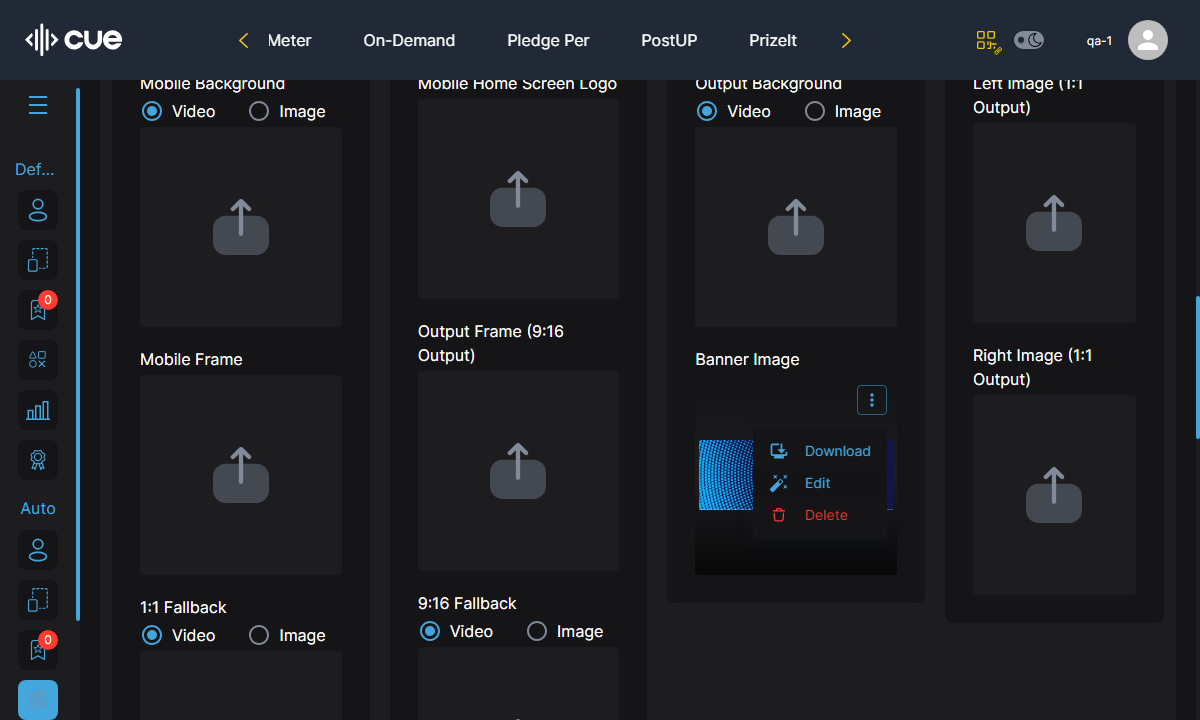 cue
Meter
On-Demand
Pledge Per
PostUP
PrizeIt
qa-1
Def...
0
Auto
0
Mobile Background
Video
Image
Mobile Frame
1:1 Fallback
Video
Image
Mobile Home Screen Logo
Output Frame (9:16
Output)
9:16 Fallback
Video
Image
Output Background
Video
Image
Banner Image
Download
Edit
Delete
Left Image (1:1
Output)
Right Image (1:1
Output)